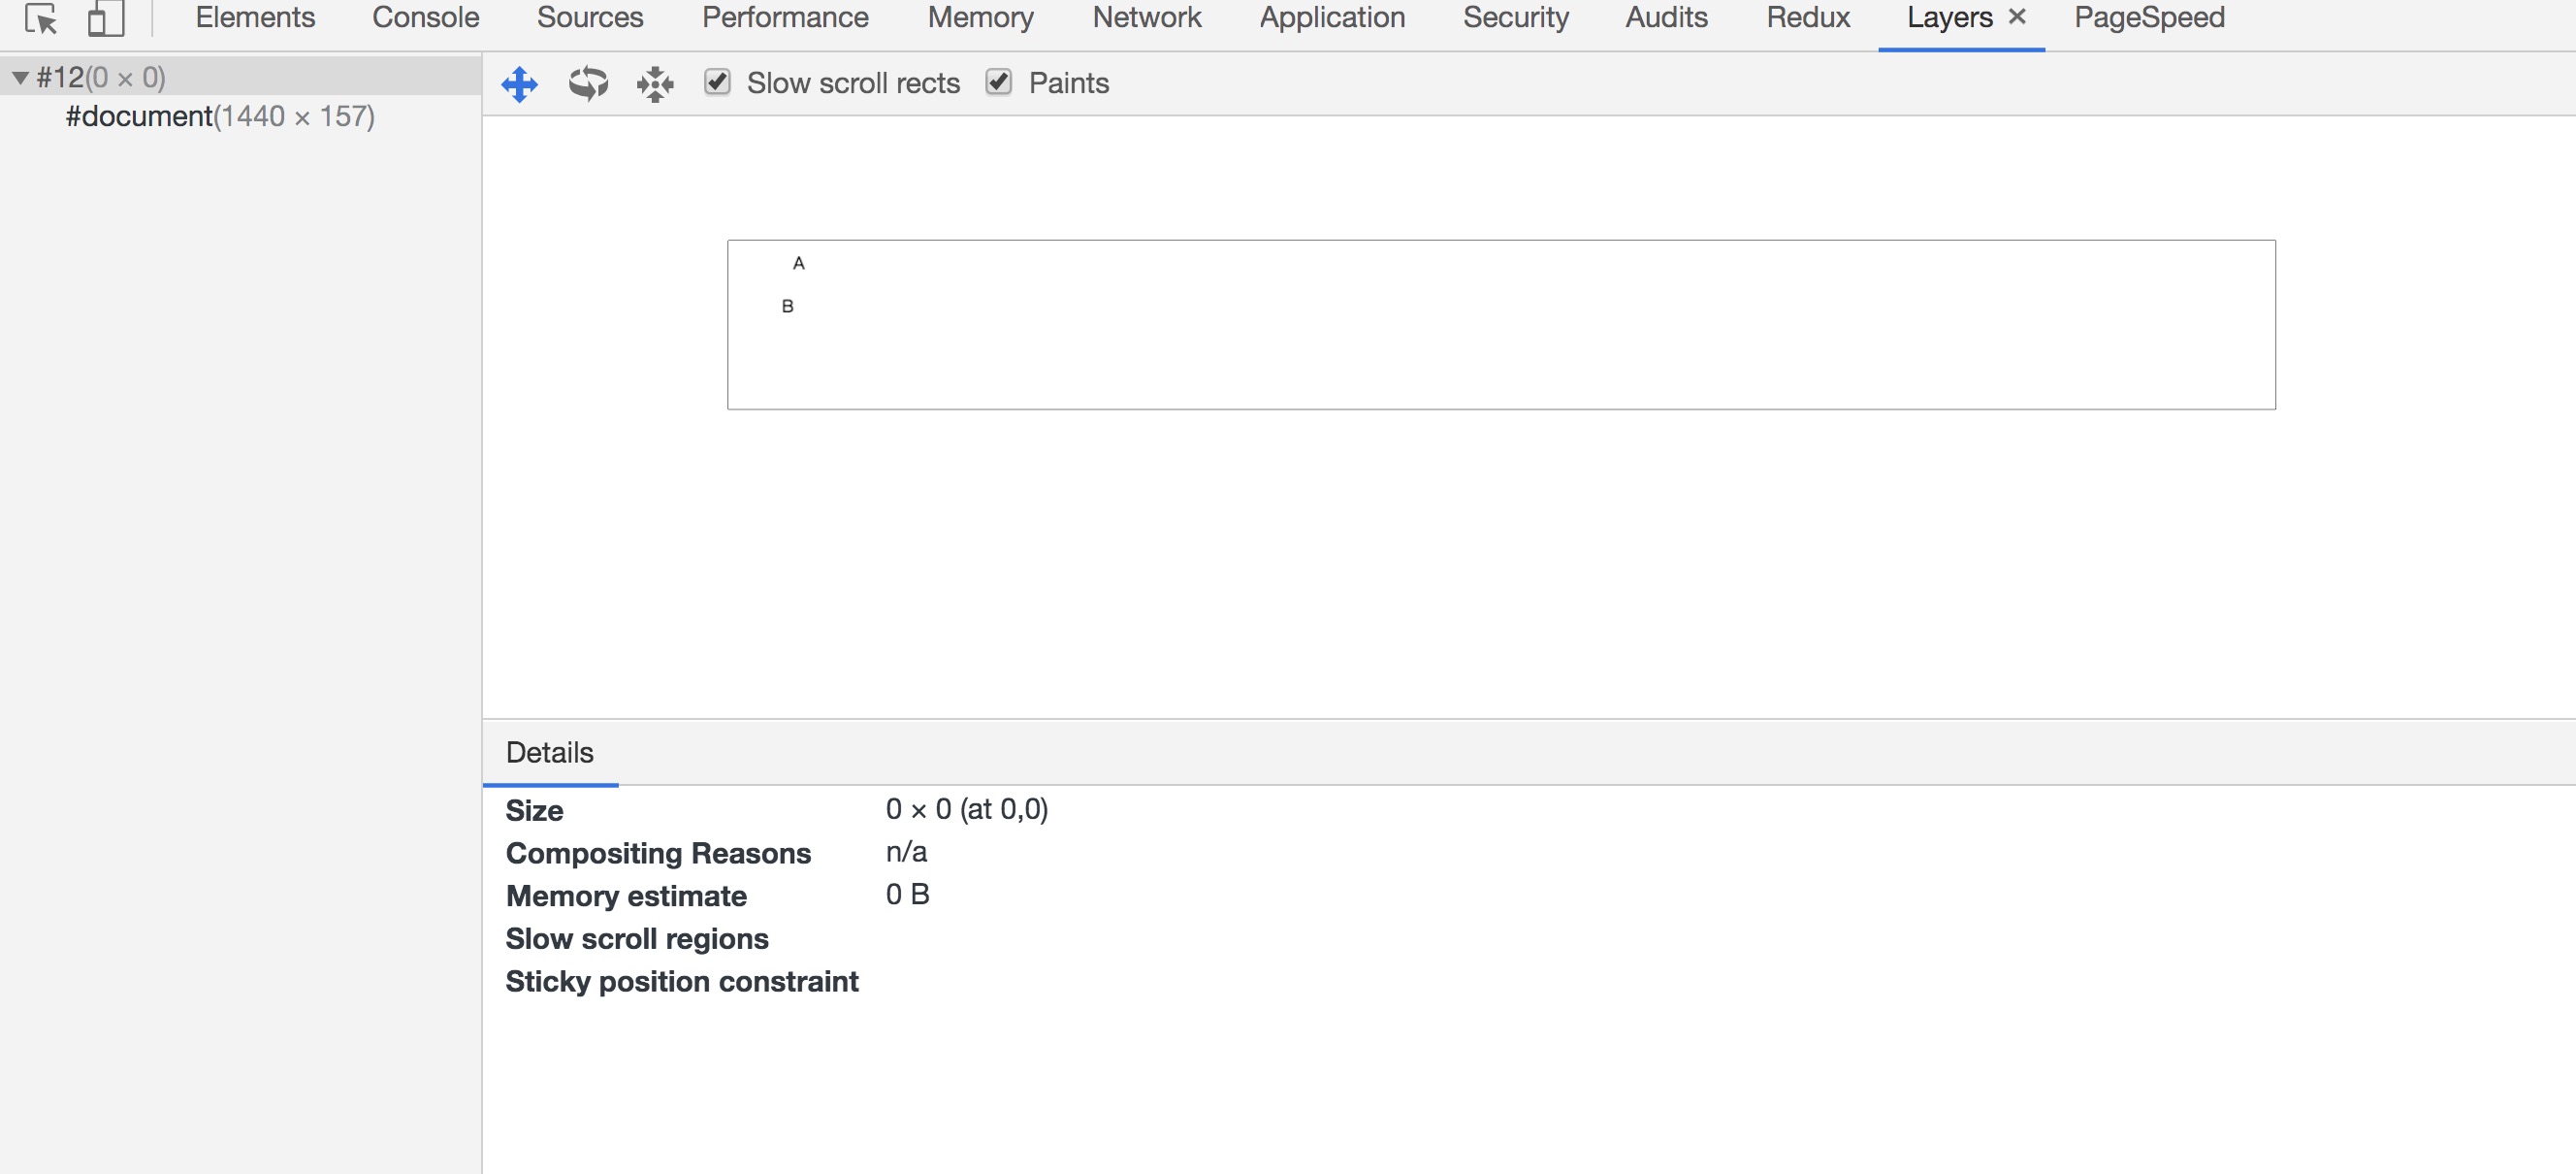 Elements Console Sources Performance Memory Network Application Security Audits Redux Layers × PageSpeed
#12(0 × 0)
#document(1440 × 157)
Slow scroll rects Paints
A
B
Details
Size 0 × 0 (at 0,0)
Compositing Reasons n/a
Memory estimate 0 B
Slow scroll regions
Sticky position constraint